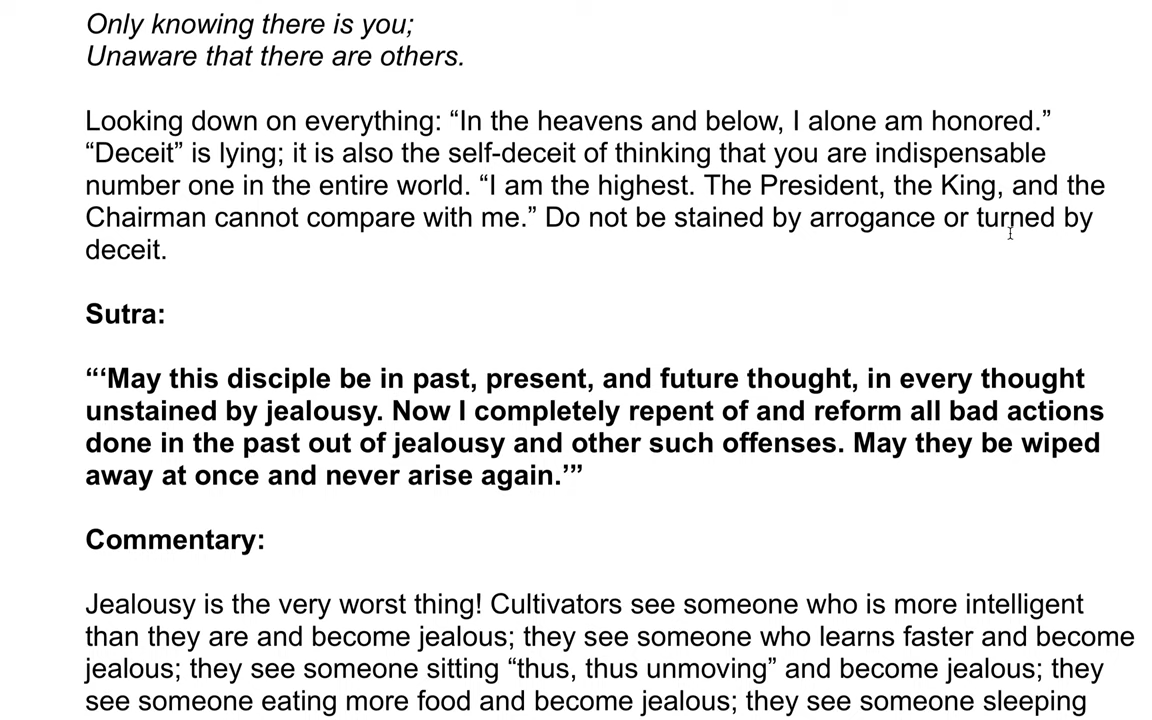 Only knowing there is you;
Unaware that there are others.
Looking down on everything: “In the heavens and below, I alone am honored.”
“Deceit” is lying; it is also the self-deceit of thinking that you are indispensable
number one in the entire world. “I am the highest. The President, the King, and the
Chairman cannot compare with me.” Do not be stained by arrogance or turned by
deceit.
Sutra:
“‘May this disciple be in past, present, and future thought, in every thought
unstained by jealousy. Now I completely repent of and reform all bad actions
done in the past out of jealousy and other such offenses. May they be wiped
away at once and never arise again.’”
Commentary:
Jealousy is the very worst thing! Cultivators see someone who is more intelligent
than they are and become jealous; they see someone who learns faster and become
jealous; they see someone sitting “thus, thus unmoving” and become jealous; they
see someone eating more food and become jealous; they see someone sleeping